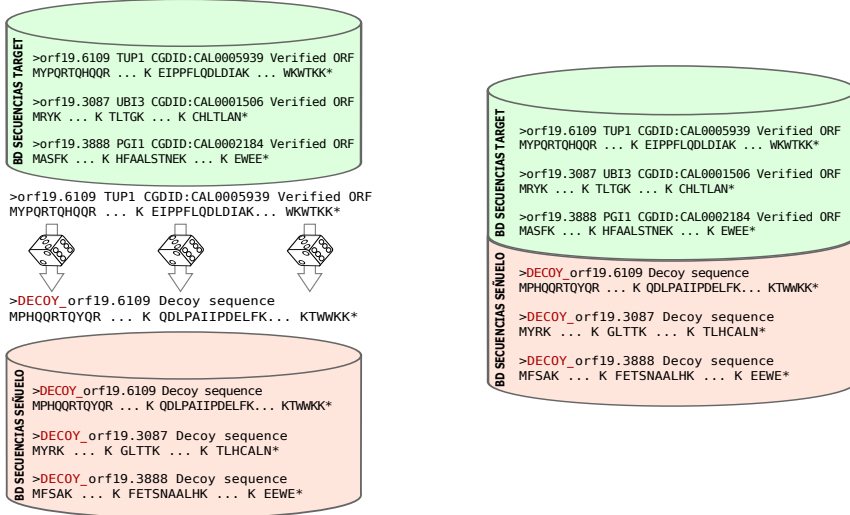 BD SECUENCIAS TARGET
>orf19.6109 TUP1 CGDID:CAL0005939 Verified ORF
MYPQRTQHQQR ... K EIPPFLQDLDIAK ... WKWTKK*
>orf19.3087 UBI3 CGDID:CAL0001506 Verified ORF
MRYK ... K TLTGK ... K CHLTLAN*
>orf19.3888 PGI1 CGDID:CAL0002184 Verified ORF
MASFK ... K HFAALSTNEK ... K EWEE*
>orf19.6109 TUP1 CGDID:CAL0005939 Verified ORF
MYPQRTQHQQR ... K EIPPFLQDLDIAK... WKWTKK*
>DECOY_orf19.6109 Decoy sequence
MPHQQRTQYQR ... K QDLPAIIPDELFK... KTWWKK*
BD SECUENCIAS SEÑUELO
>DECOY_orf19.6109 Decoy sequence
MPHQQRTQYQR ... K QDLPAIIPDELFK... KTWWKK*
>DECOY_orf19.3087 Decoy sequence
MYRK ... K GLTTK ... K TLHCALN*
>DECOY_orf19.3888 Decoy sequence
MFSAK ... K FETSNAALHK ... K EEWE*
BD SECUENCIAS TARGET
>orf19.6109 TUP1 CGDID:CAL0005939 Verified ORF
MYPQRTQHQQR ... K EIPPFLQDLDIAK ... WKWTKK*
>orf19.3087 UBI3 CGDID:CAL0001506 Verified ORF
MRYK ... K TLTGK ... K CHLTLAN*
>orf19.3888 PGI1 CGDID:CAL0002184 Verified ORF
MASFK ... K HFAALSTNEK ... K EWEE*
BD SECUENCIAS SEÑUELO
>DECOY_orf19.6109 Decoy sequence
MPHQQRTQYQR ... K QDLPAIIPDELFK... KTWWKK*
>DECOY_orf19.3087 Decoy sequence
MYRK ... K GLTTK ... K TLHCALN*
>DECOY_orf19.3888 Decoy sequence
MFSAK ... K FETSNAALHK ... K EEWE*